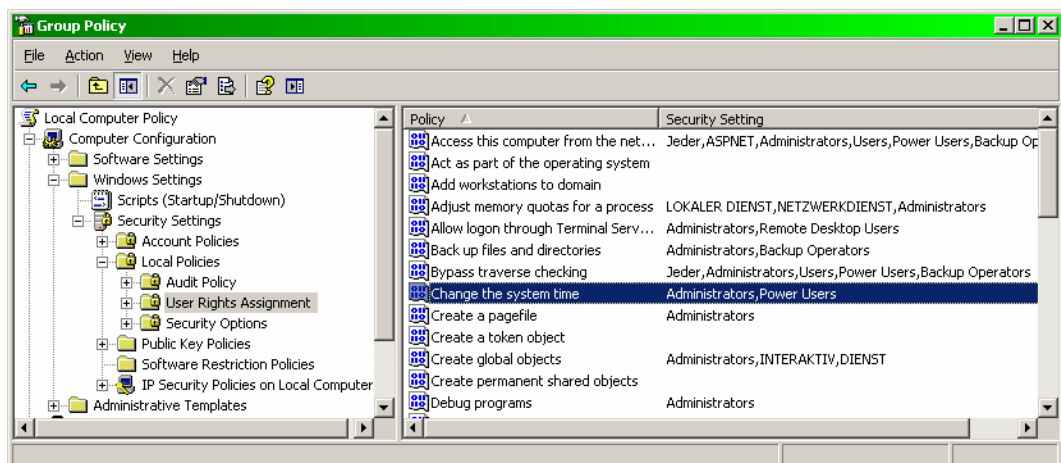 Group Policy
File Action View Help
Local Computer Policy
Computer Configuration
Software Settings
Windows Settings
Scripts (Startup/Shutdown)
Security Settings
Account Policies
Local Policies
Audit Policy
User Rights Assignment
Security Options
Public Key Policies
Software Restriction Policies
IP Security Policies on Local Computer
Administrative Templates
Policy Security Setting
Access this computer from the net... Jeder,ASPNET,Administrators,Users,Power Users,Backup Op
Act as part of the operating system
Add workstations to domain
Adjust memory quotas for a process LOKALER DIENST,NETZWERKDIENST,Administrators
Allow logon through Terminal Serv... Administrators,Remote Desktop Users
Back up files and directories Administrators,Backup Operators
Bypass traverse checking Jeder,Administrators,Users,Power Users,Backup Operators
Change the system time Administrators,Power Users
Create a pagefile Administrators
Create a token object
Create global objects Administrators,INTERAKTIV,DIENST
Create permanent shared objects
Debug programs Administrators